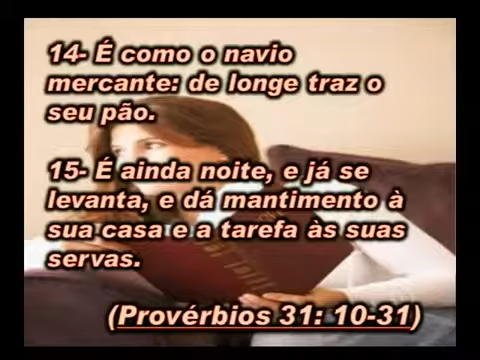 14- É como o navio
mercante: de longe traz o
seu pão.
15- É ainda noite, e já se
levanta, e dá mantimento à
sua casa e a tarefa às suas
servas.
(Provérbios 31: 10-31)